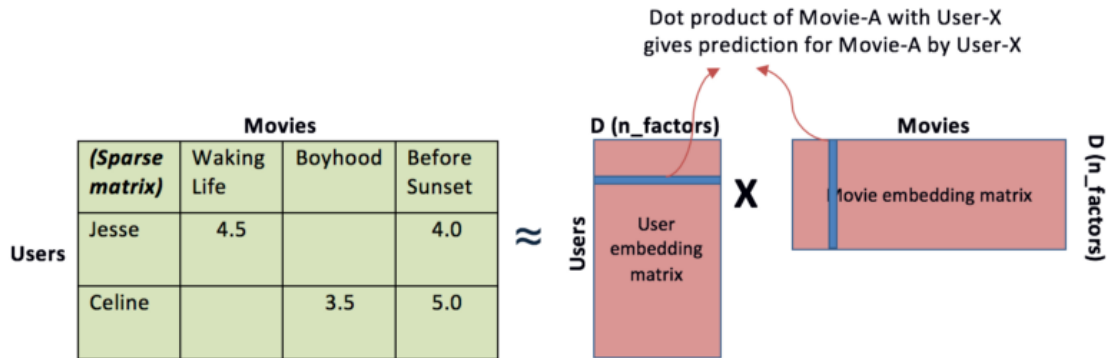 Dot product of Movie-A with User-X
gives prediction for Movie-A by User-X
Movies
(Sparse matrix) Waking Life Boyhood Before Sunset
Users
Jesse 4.5 4.0
Celine 3.5 5.0
≈
D (n_factors)
Users
User
embedding
matrix
X
Movies
Movie embedding matrix
D (n_factors)